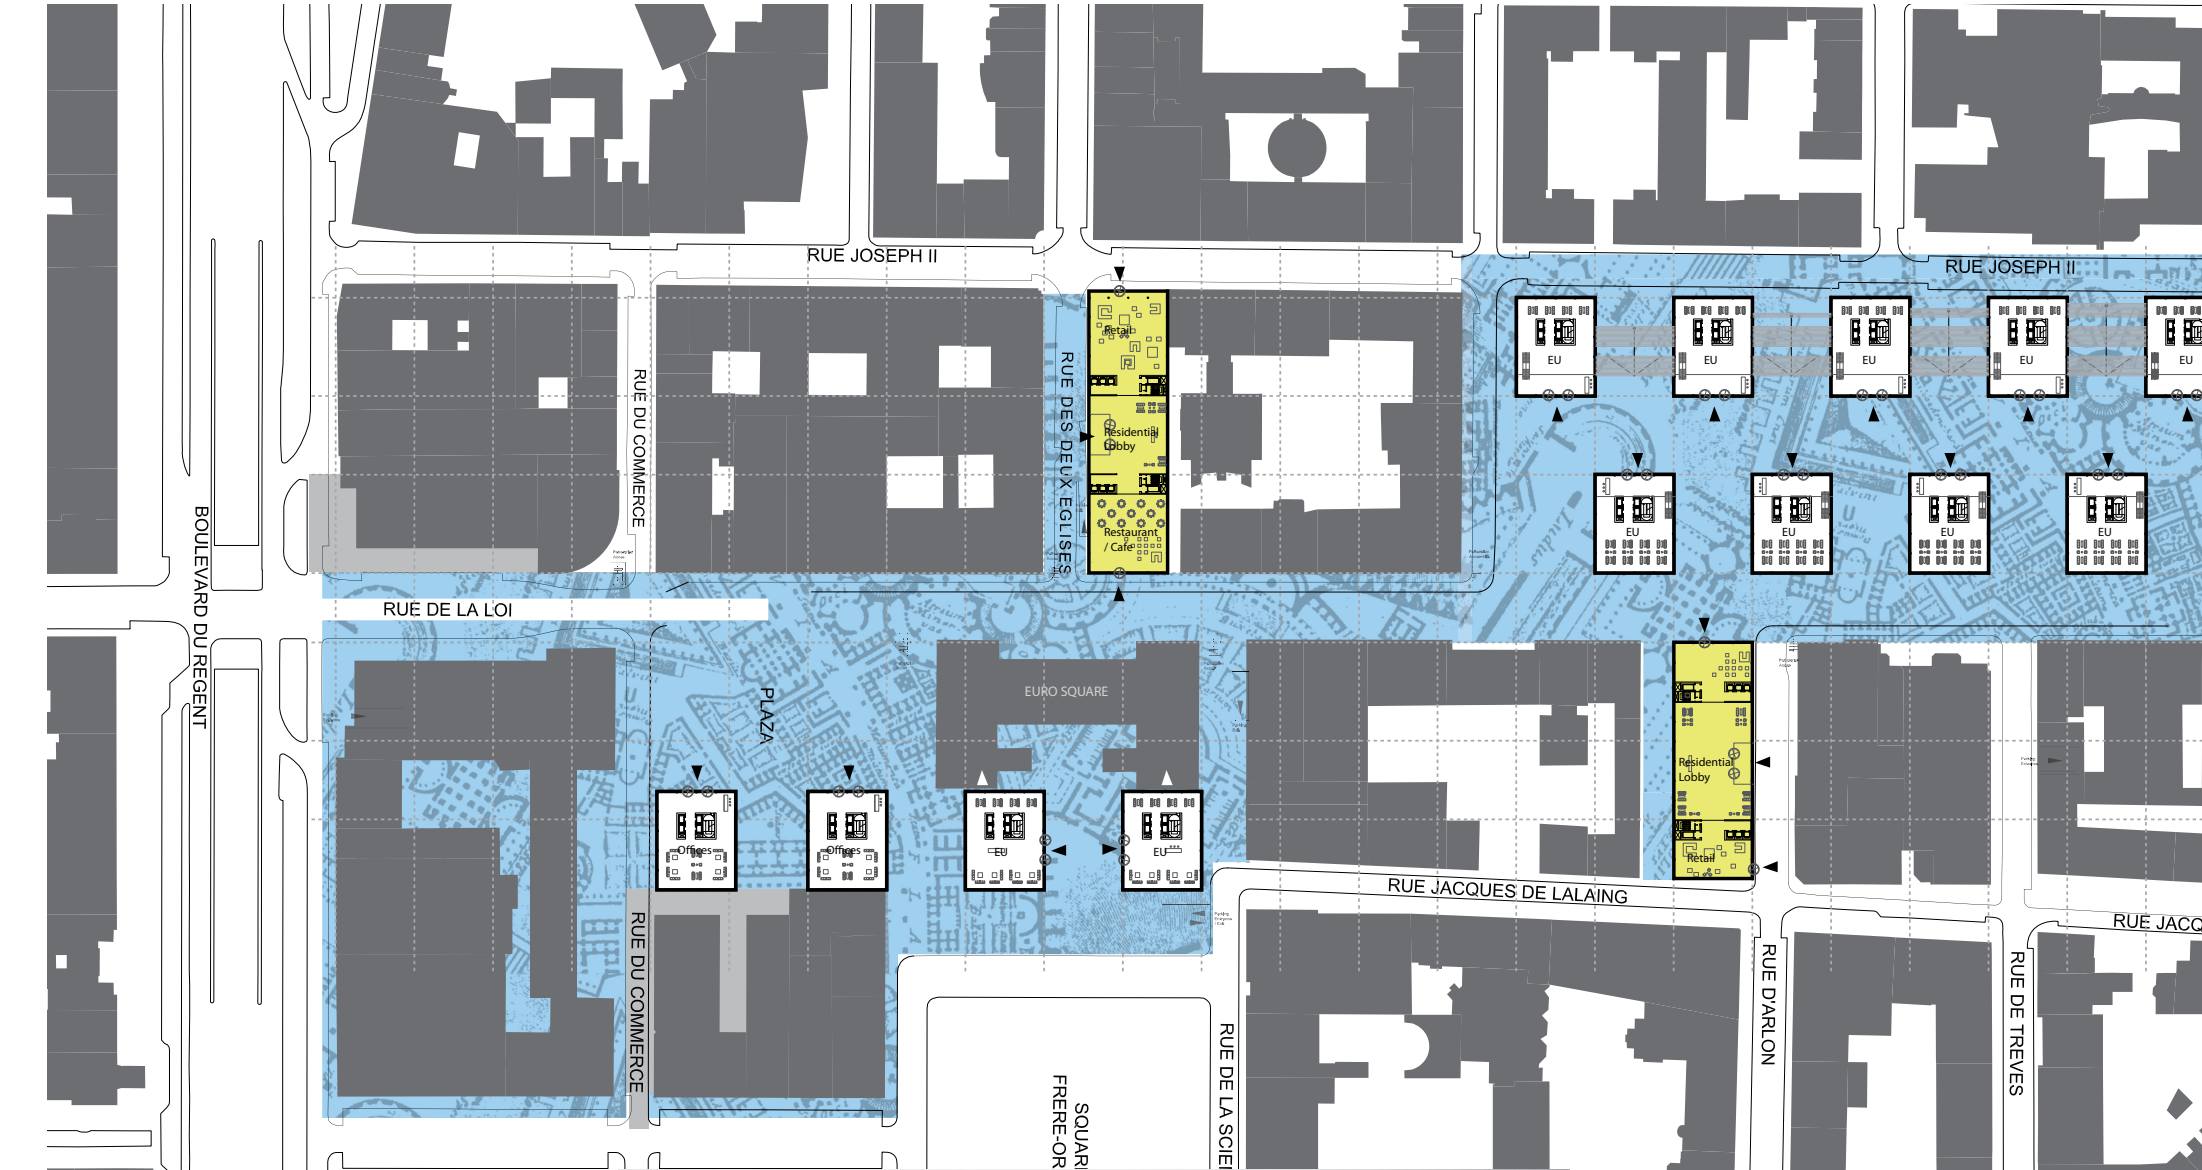 RUE JOSEPH II
RUE JOSEPH II
Retail
EU
EU
EU
EU
EU
RUE DU COMMERCE
RUE DES DEUX EGLISES
Residential
Lobby
Restaurant
/ Cafe
EU
EU
EU
EU
BOULEVARD DU REGENT
RUE DE LA LOI
PLAZA
EURO SQUARE
Residential
Lobby
Offices
Offices
EU
EU
Retail
RUE JACQUES DE LALAING
RUE JACQ
RUE DU COMMERCE
RUE D'ARLON
RUE DE TREVES
RUE DE LA SCIE
SQUAR
FRERE-OR